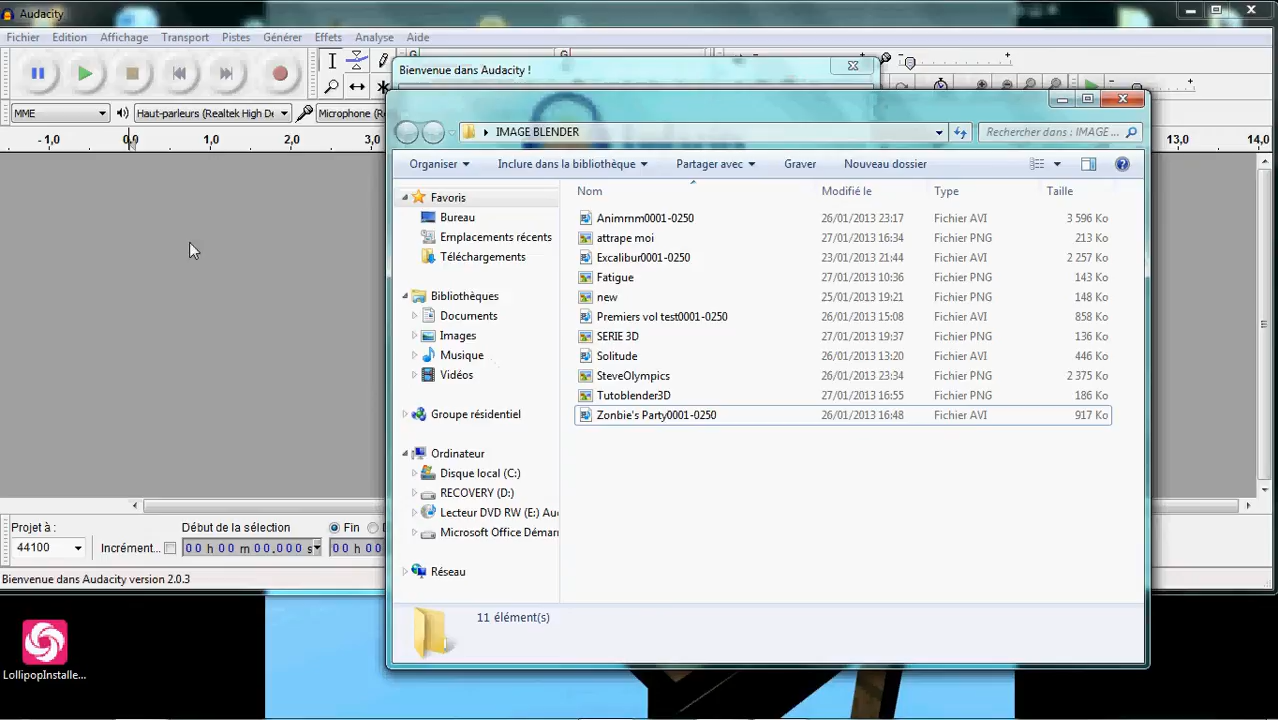 Audacity
Fichier Edition Affichage Transport Pistes Générer Effets Analyse Aide
Bienvenue dans Audacity !
MME Haut-parleurs (Realtek High De Microphone (Realtek
-1,0 0,0 1,0 2,0 3,0 13,0 14,0
IMAGE BLENDER
Rechercher dans : IMAGE ...
Organiser Inclure dans la bibliothèque Partager avec Graver Nouveau dossier
Nom Modifié le Type Taille
Favoris
Bureau
Emplacements récents
Téléchargements
Bibliothèques
Documents
Images
Musique
Vidéos
Groupe résidentiel
Ordinateur
Disque local (C:)
RECOVERY (D:)
Lecteur DVD RW (E:) Au
Microsoft Office Démar
Réseau
Animmm0001-0250 26/01/2013 23:17 Fichier AVI 3 596 Ko
attrape moi 27/01/2013 16:34 Fichier PNG 213 Ko
Excalibur0001-0250 23/01/2013 21:44 Fichier AVI 2 257 Ko
Fatigue 27/01/2013 10:36 Fichier PNG 143 Ko
new 25/01/2013 19:21 Fichier PNG 148 Ko
Premiers vol test0001-0250 26/01/2013 15:08 Fichier AVI 858 Ko
SERIE 3D 27/01/2013 19:37 Fichier PNG 136 Ko
Solitude 26/01/2013 13:20 Fichier AVI 446 Ko
SteveOlympics 26/01/2013 23:34 Fichier PNG 2 375 Ko
Tutoblender3D 27/01/2013 16:55 Fichier PNG 186 Ko
Zonbie's Party0001-0250 26/01/2013 16:48 Fichier AVI 917 Ko
11 élément(s)
Projet à : Début de la sélection Fin
44100 Incrément... 00 h 00 m 00.000 s 00 h 00
Bienvenue dans Audacity version 2.0.3
LollipopInstalle...